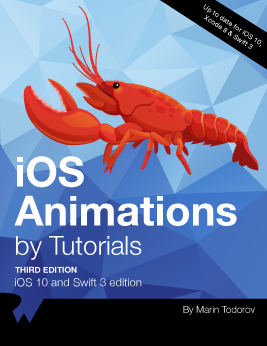 Up to date for iOS 10,
Xcode 8 & Swift 3
iOS
Animations
by Tutorials
THIRD EDITION
iOS 10 and Swift 3 edition
By Marin Todorov